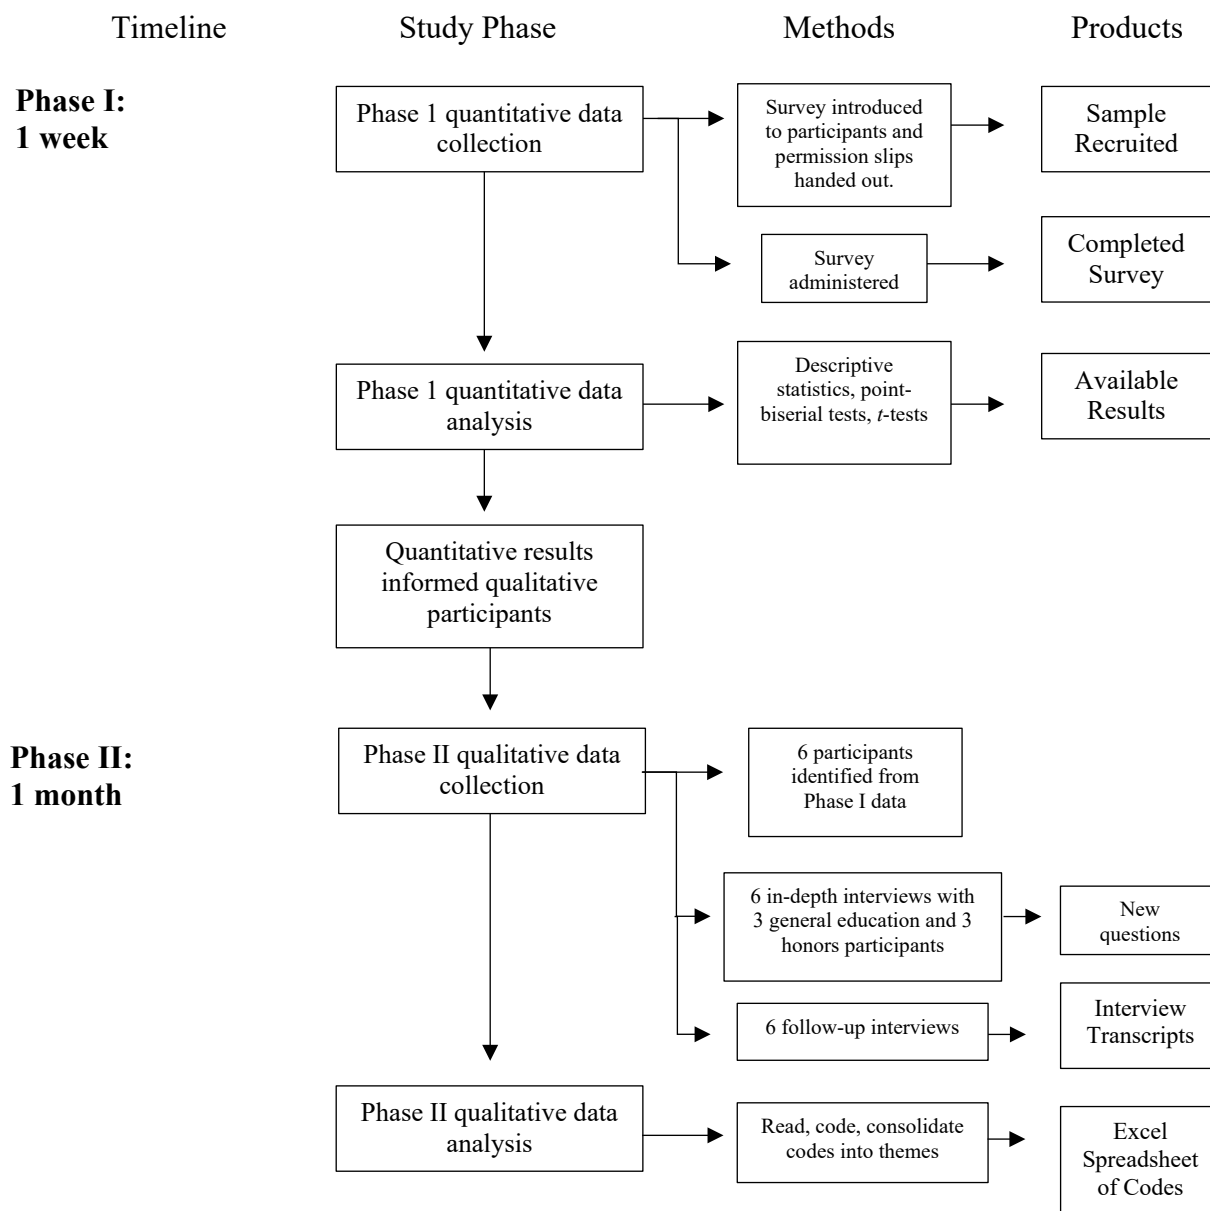 Timeline
Study Phase
Methods
Products
Phase I:
1 week
Phase 1 quantitative data
collection
Survey introduced
to participants and
permission slips
handed out.
Sample
Recruited
Survey
administered
Completed
Survey
Phase 1 quantitative data
analysis
Descriptive
statistics, point-
biserial tests, t-tests
Available
Results
Quantitative results
informed qualitative
participants
Phase II:
1 month
Phase II qualitative data
collection
6 participants
identified from
Phase I data
6 in-depth interviews with
3 general education and 3
honors participants
New
questions
6 follow-up interviews
Interview
Transcripts
Phase II qualitative data
analysis
Read, code, consolidate
codes into themes
Excel
Spreadsheet
of Codes